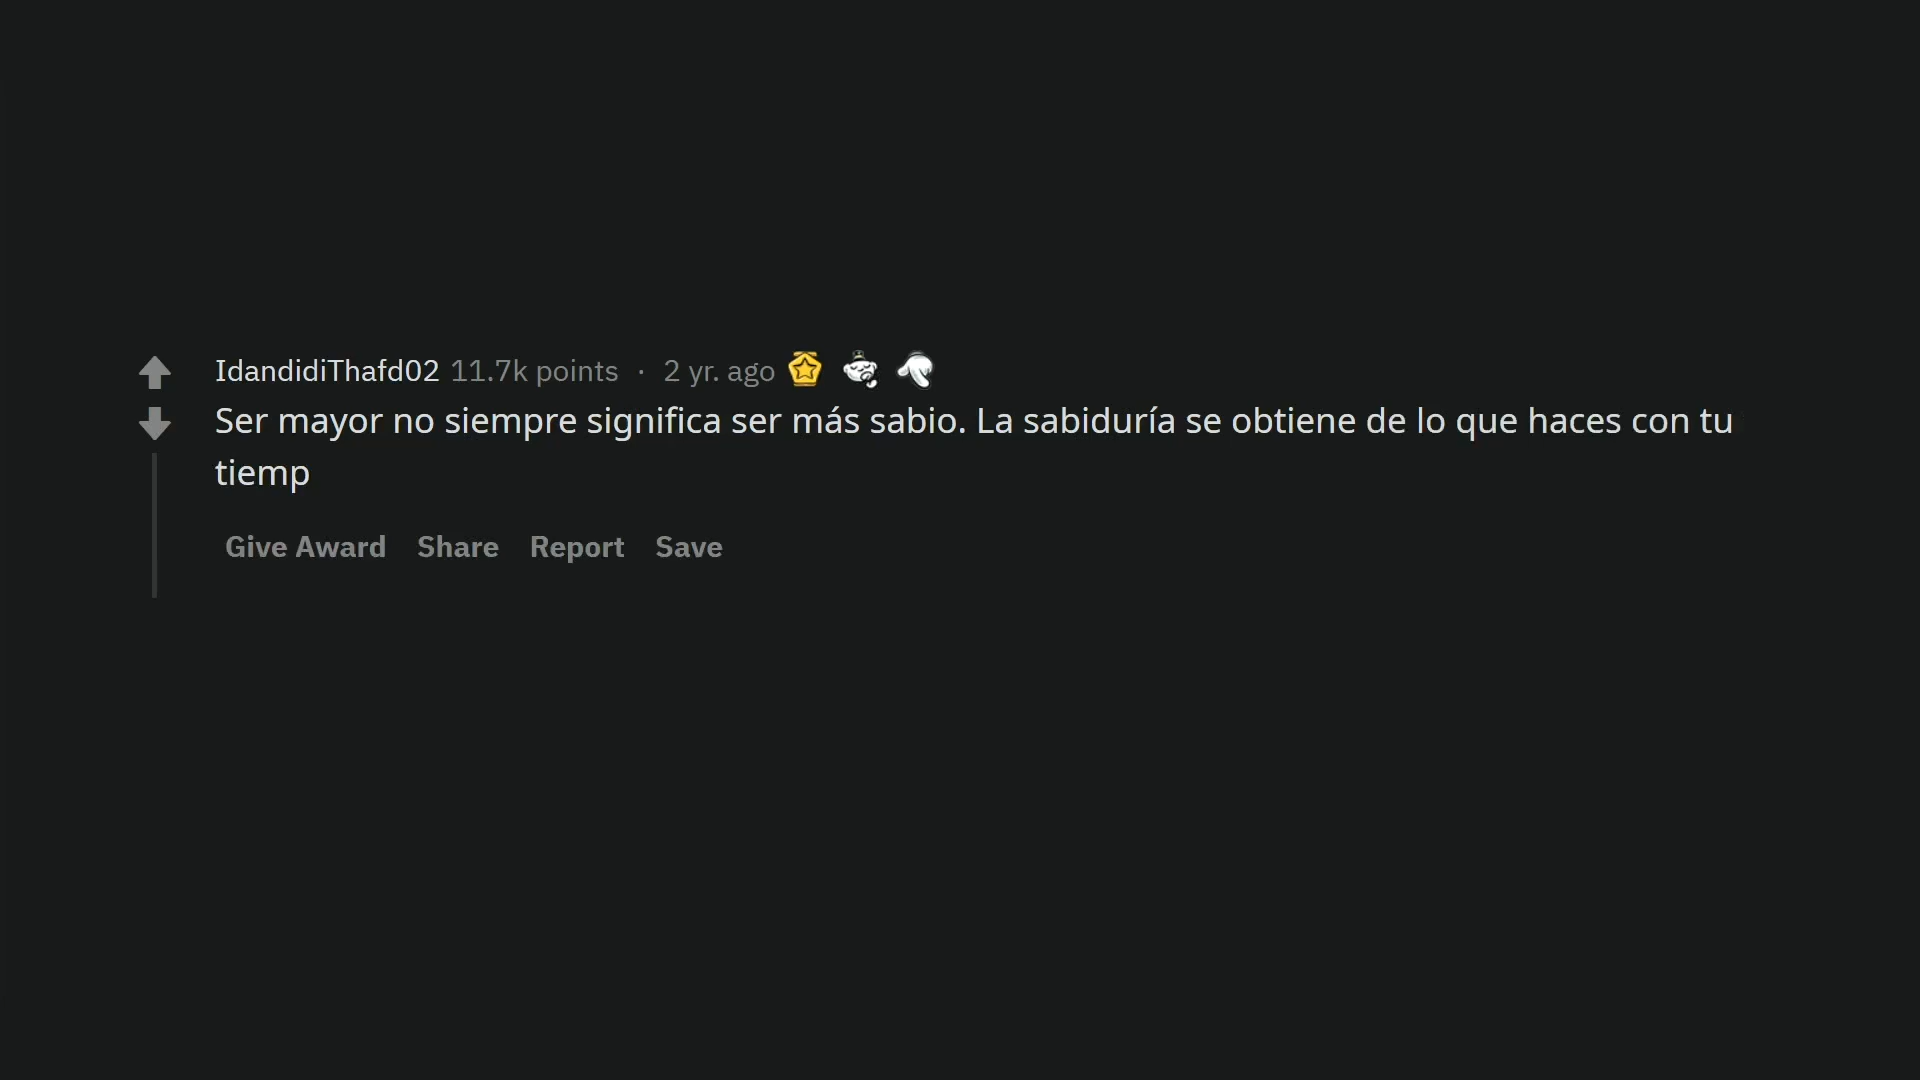 IdandidiThafd02 11.7k points · 2 yr. ago
Ser mayor no siempre significa ser más sabio. La sabiduría se obtiene de lo que haces con tu
tiemp
Give Award Share Report Save